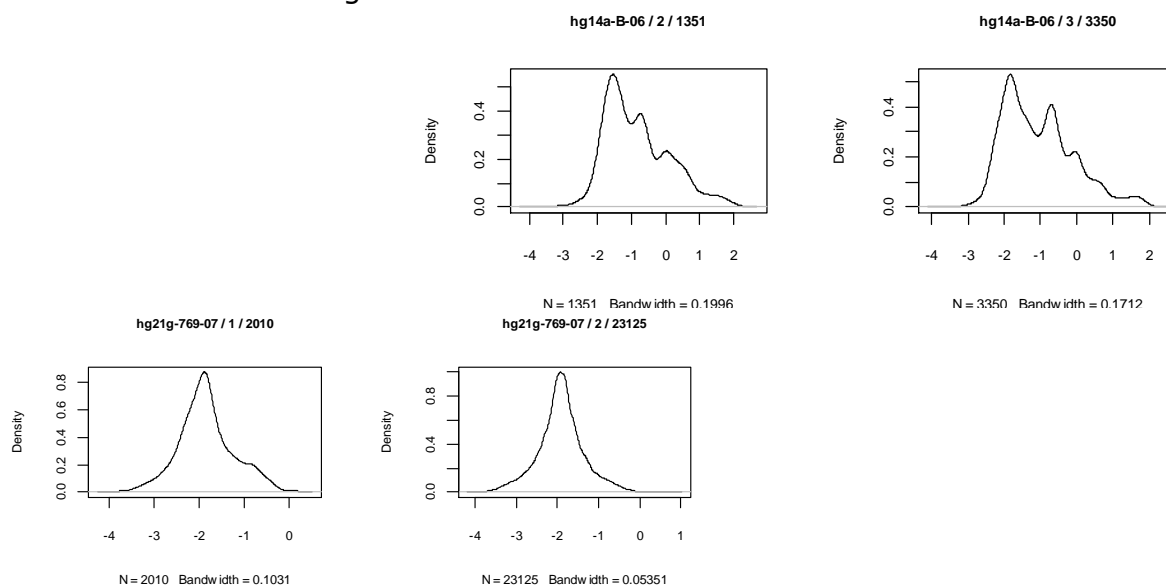 g
hg14a-B-06 / 2 / 1351
hg14a-B-06 / 3 / 3350
Density
0.0 0.2 0.4
-4 -3 -2 -1 0 1 2
N = 1351 Bandwidth = 0.1996
Density
0.0 0.2 0.4
-4 -3 -2 -1 0 1 2
N = 3350 Bandwidth = 0.1712
hg21g-769-07 / 1 / 2010
hg21g-769-07 / 2 / 23125
Density
0.0 0.2 0.4 0.6 0.8
-4 -3 -2 -1 0
N = 2010 Bandwidth = 0.1031
Density
0.0 0.4 0.8
-4 -3 -2 -1 0 1
N = 23125 Bandwidth = 0.05351